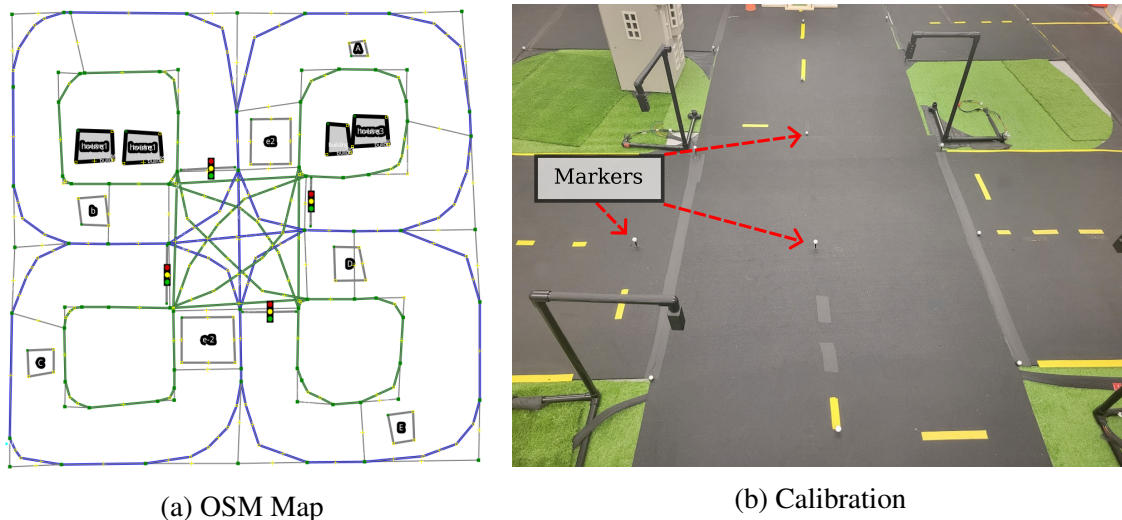 A
house1
house1
house3
e2
b
D
e-2
C
E
Markers
(a) OSM Map
(b) Calibration